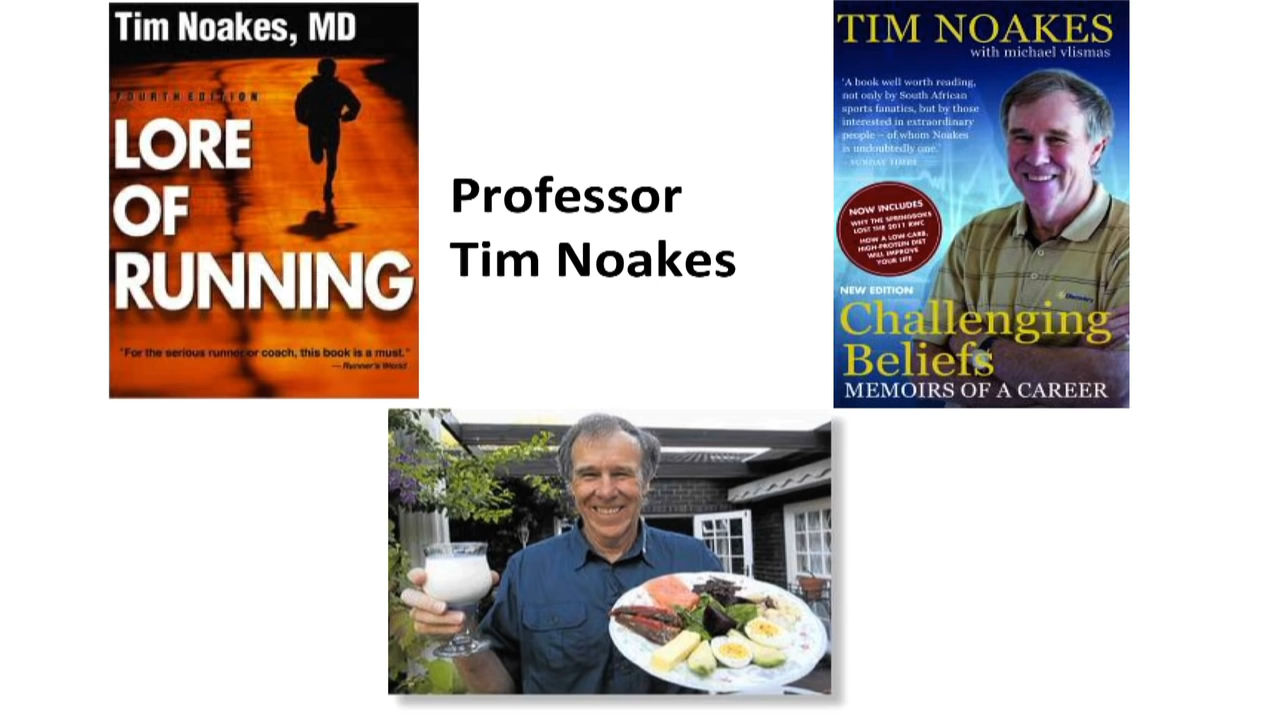 Tim Noakes, MD
FOURTH EDITION
LORE
OF
RUNNING
"For the serious runner or coach, this book is a must."
— Runner's World
Professor
Tim Noakes
TIM NOAKES
with michael vlismas
'A book well worth reading,
not only by South African
sports fanatics, but by those
interested in extraordinary
people – of whom Noakes
is undoubtedly one.'
– SUNDAY TIMES
NOW INCLUDES
WHY THE SPRINGBOKS
LOST THE 2011 RWC
HOW A LOW-CARB,
HIGH-PROTEIN DIET
WILL IMPROVE
YOUR LIFE
NEW EDITION
Discovery
Challenging
Beliefs
MEMOIRS OF A CAREER